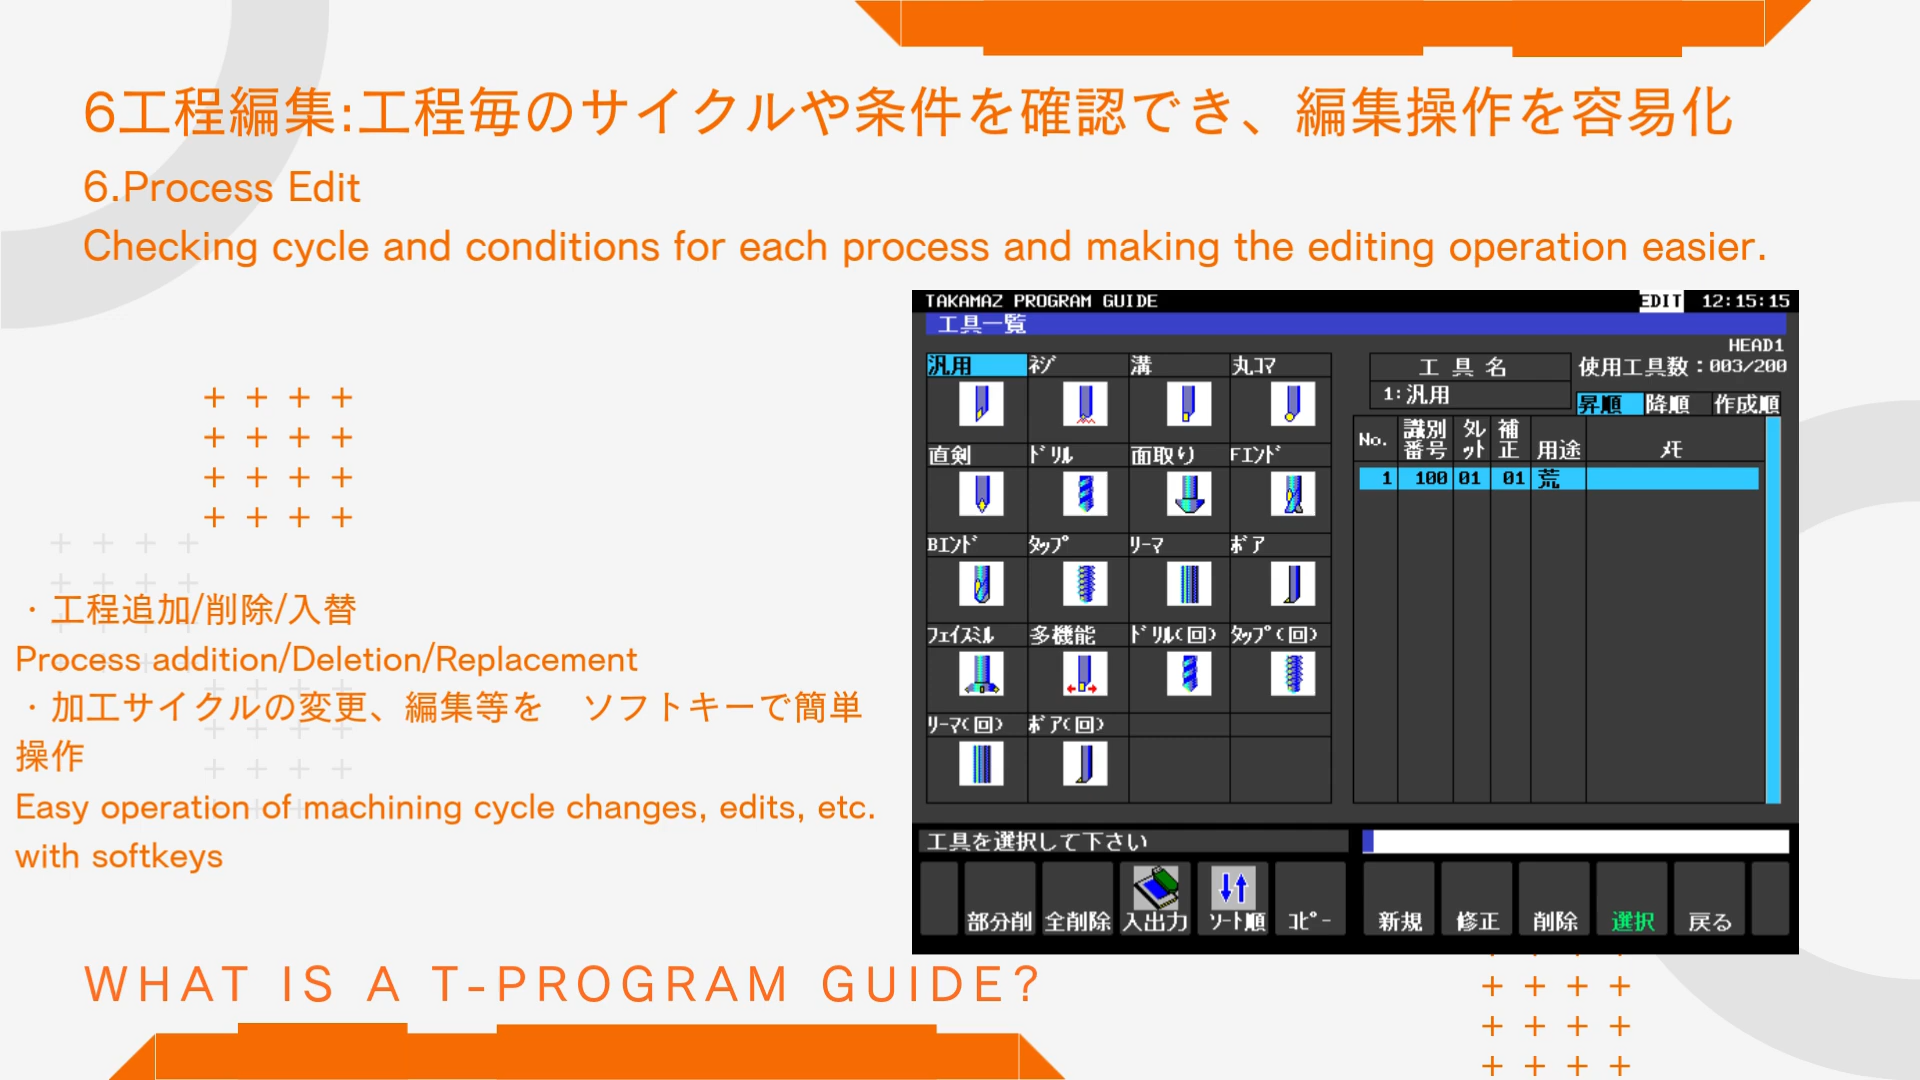 6工程編集:工程毎のサイクルや条件を確認でき、編集操作を容易化
6.Process Edit
Checking cycle and conditions for each process and making the editing operation easier.
・工程追加/削除/入替
Process addition/Deletion/Replacement
・加工サイクルの変更、編集等を　ソフトキーで簡単
操作
Easy operation of machining cycle changes, edits, etc.
with softkeys
TAKAMAZ PROGRAM GUIDE EDIT 12:15:15
工具一覧
HEAD1
汎用 ﾈｼﾞ 溝 丸ｺﾏ
直剣 ﾄﾞﾘﾙ 面取り Fｴﾝﾄﾞ
Bｴﾝﾄﾞ ﾀｯﾌﾟ ﾘｰﾏ ﾎﾞｱ
ﾌｪｲｽﾐﾙ 多機能 ﾄﾞﾘﾙ(回) ﾀｯﾌﾟ(回)
ﾘｰﾏ(回) ﾎﾞｱ(回)
工 具 名 使用工具数:003/200
1:汎用
昇順 降順 作成順
No. 識別番号 ﾀﾚｯﾄ 補正 用途 ﾒﾓ
1 100 01 01 荒
工具を選択して下さい
部分削 全削除 入出力 ｿｰﾄ順 ｺﾋﾟｰ 新規 修正 削除 選択 戻る
WHAT IS A T-PROGRAM GUIDE?